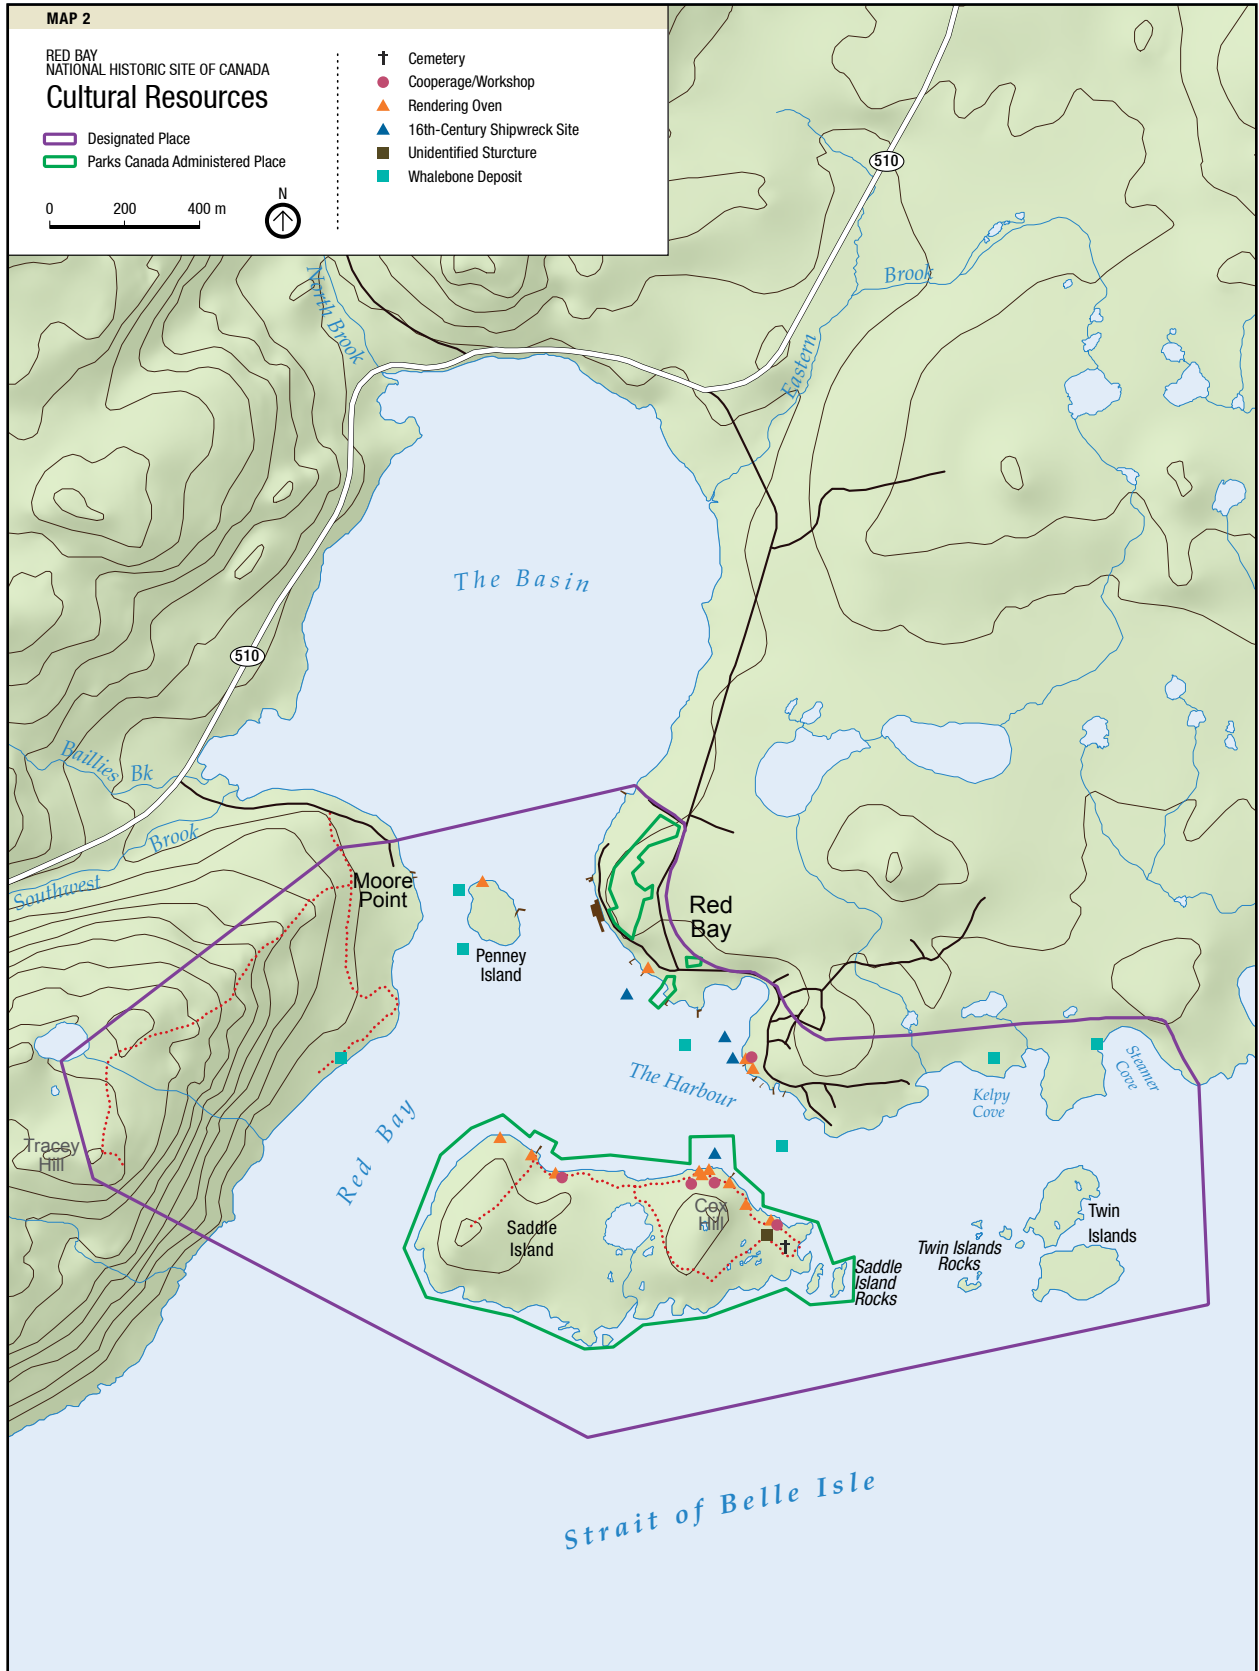 MAP 2
RED BAY
NATIONAL HISTORIC SITE OF CANADA
Cultural Resources
Designated Place
Parks Canada Administered Place
0 200 400 m
N
Cemetery
Cooperage/Workshop
Rendering Oven
16th-Century Shipwreck Site
Unidentified Sturcture
Whalebone Deposit
510
Brook
North Brook
Eastern
The Basin
510
Baillies Bk
Brook
Southwest
Moore
Point
Red
Bay
Penney
Island
The Harbour
Steamer
Cove
Kelpy
Cove
Tracey
Hill
Red Bay
Saddle
Island
Cox
Hill
Twin
Islands
Twin Islands
Rocks
Saddle
Island
Rocks
Strait of Belle Isle